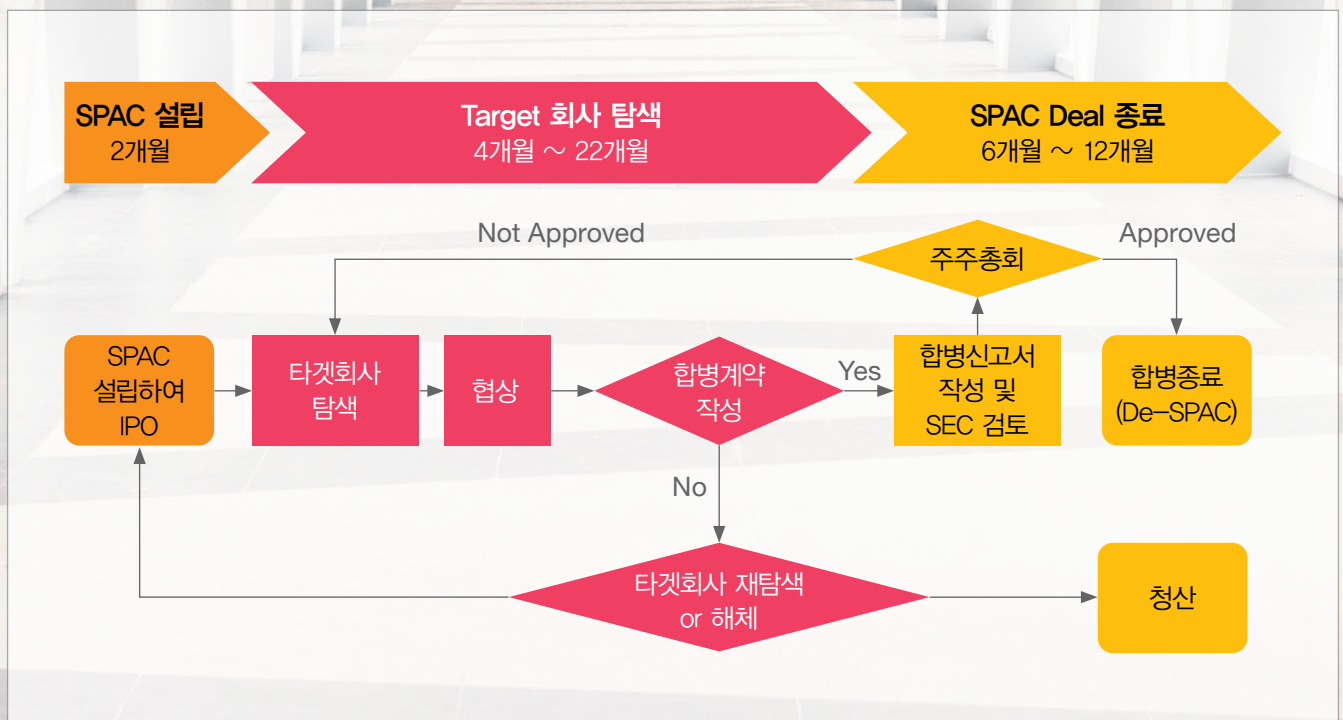 SPAC 설립
2개월
Target 회사 탐색
4개월 ～ 22개월
SPAC Deal 종료
6개월 ～ 12개월
Not Approved
Approved
주주총회
SPAC
설립하여
IPO
타겟회사
탐색
협상
합병계약
작성
Yes
합병신고서
작성 및
SEC 검토
합병종료
(De-SPAC)
No
타겟회사 재탐색
or 해체
청산